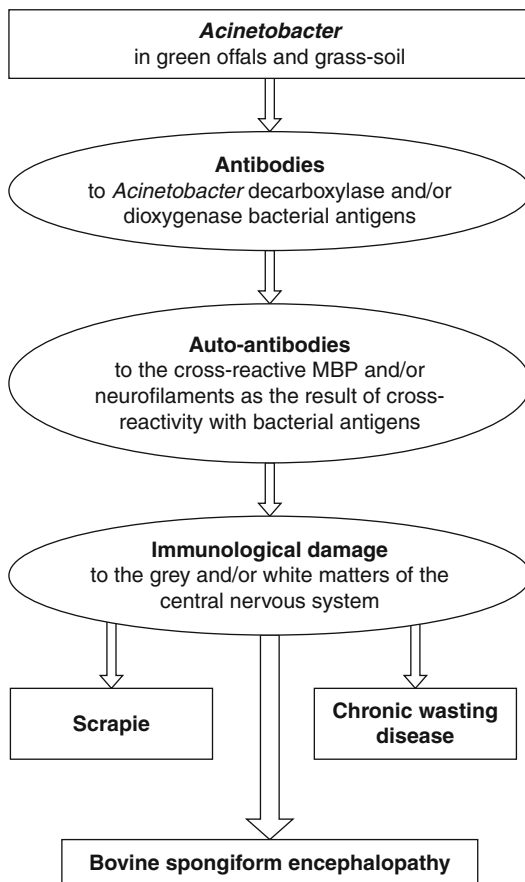 Acinetobacter
in green offals and grass-soil
Antibodies
to Acinetobacter decarboxylase and/or
dioxygenase bacterial antigens
Auto-antibodies
to the cross-reactive MBP and/or
neurofilaments as the result of cross-
reactivity with bacterial antigens
Immunological damage
to the grey and/or white matters of the
central nervous system
Scrapie
Chronic wasting
disease
Bovine spongiform encephalopathy